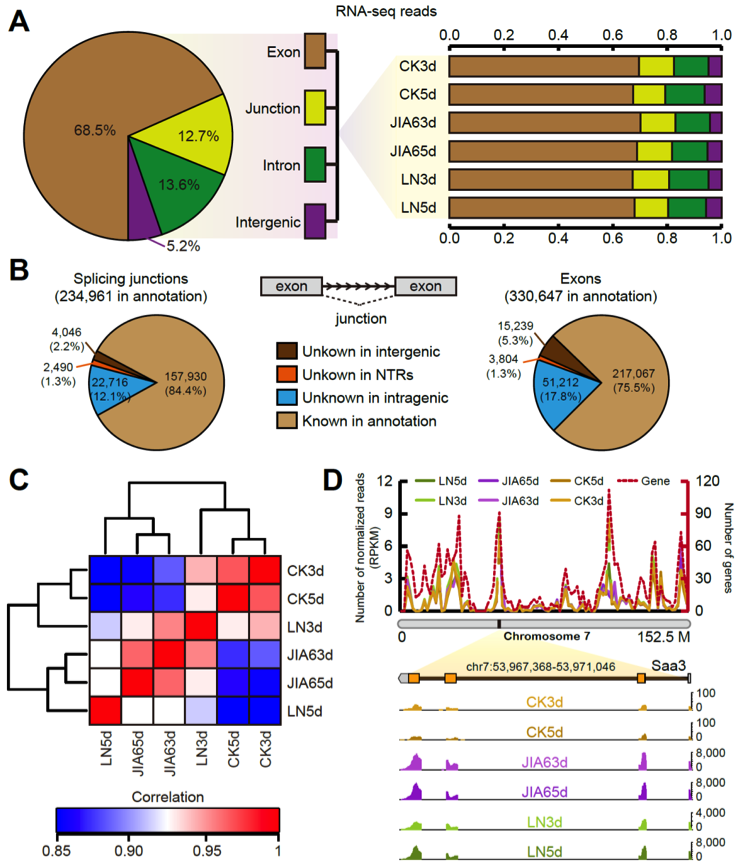 A
RNA-seq reads
68.5%
12.7%
13.6%
5.2%
Exon
Junction
Intron
Intergenic
0.0 0.2 0.4 0.6 0.8 1.0
CK3d
CK5d
JIA63d
JIA65d
LN3d
LN5d
0.0 0.2 0.4 0.6 0.8 1.0
B
Splicing junctions
(234,961 in annotation)
4,046
(2.2%)
2,490
(1.3%)
22,716
(12.1%)
157,930
(84.4%)
exon exon
junction
Unkown in intergenic
Unkown in NTRs
Unknown in intragenic
Known in annotation
Exons
(330,647 in annotation)
15,239
(5.3%)
3,804
(1.3%)
51,212
(17.8%)
217,067
(75.5%)
C
CK3d
CK5d
LN3d
JIA63d
JIA65d
LN5d
LN5d
JIA65d
JIA63d
LN3d
CK5d
CK3d
Correlation
0.85 0.90 0.95 1
D
Number of normalized reads
(RPKM)
12
9
6
3
0
LN5d JIA65d CK5d Gene
LN3d JIA63d CK3d
120
90
60
30
0
Number of genes
0 Chromosome 7 152.5 M
chr7:53,967,368-53,971,046 Saa3
CK3d
100
0
CK5d
100
0
JIA63d
8,000
0
JIA65d
8,000
0
LN3d
4,000
0
LN5d
8,000
0